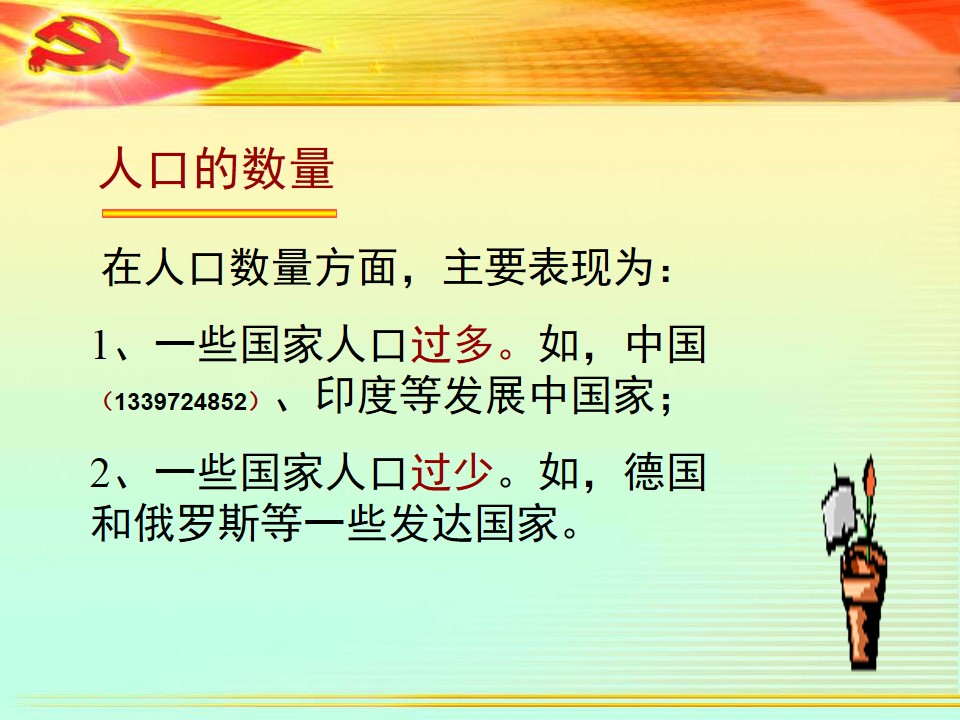 人口的数量
在人口数量方面，主要表现为：
1、一些国家人口过多。如，中国
（1339724852）、印度等发展中国家；
2、一些国家人口过少。如，德国
和俄罗斯等一些发达国家。